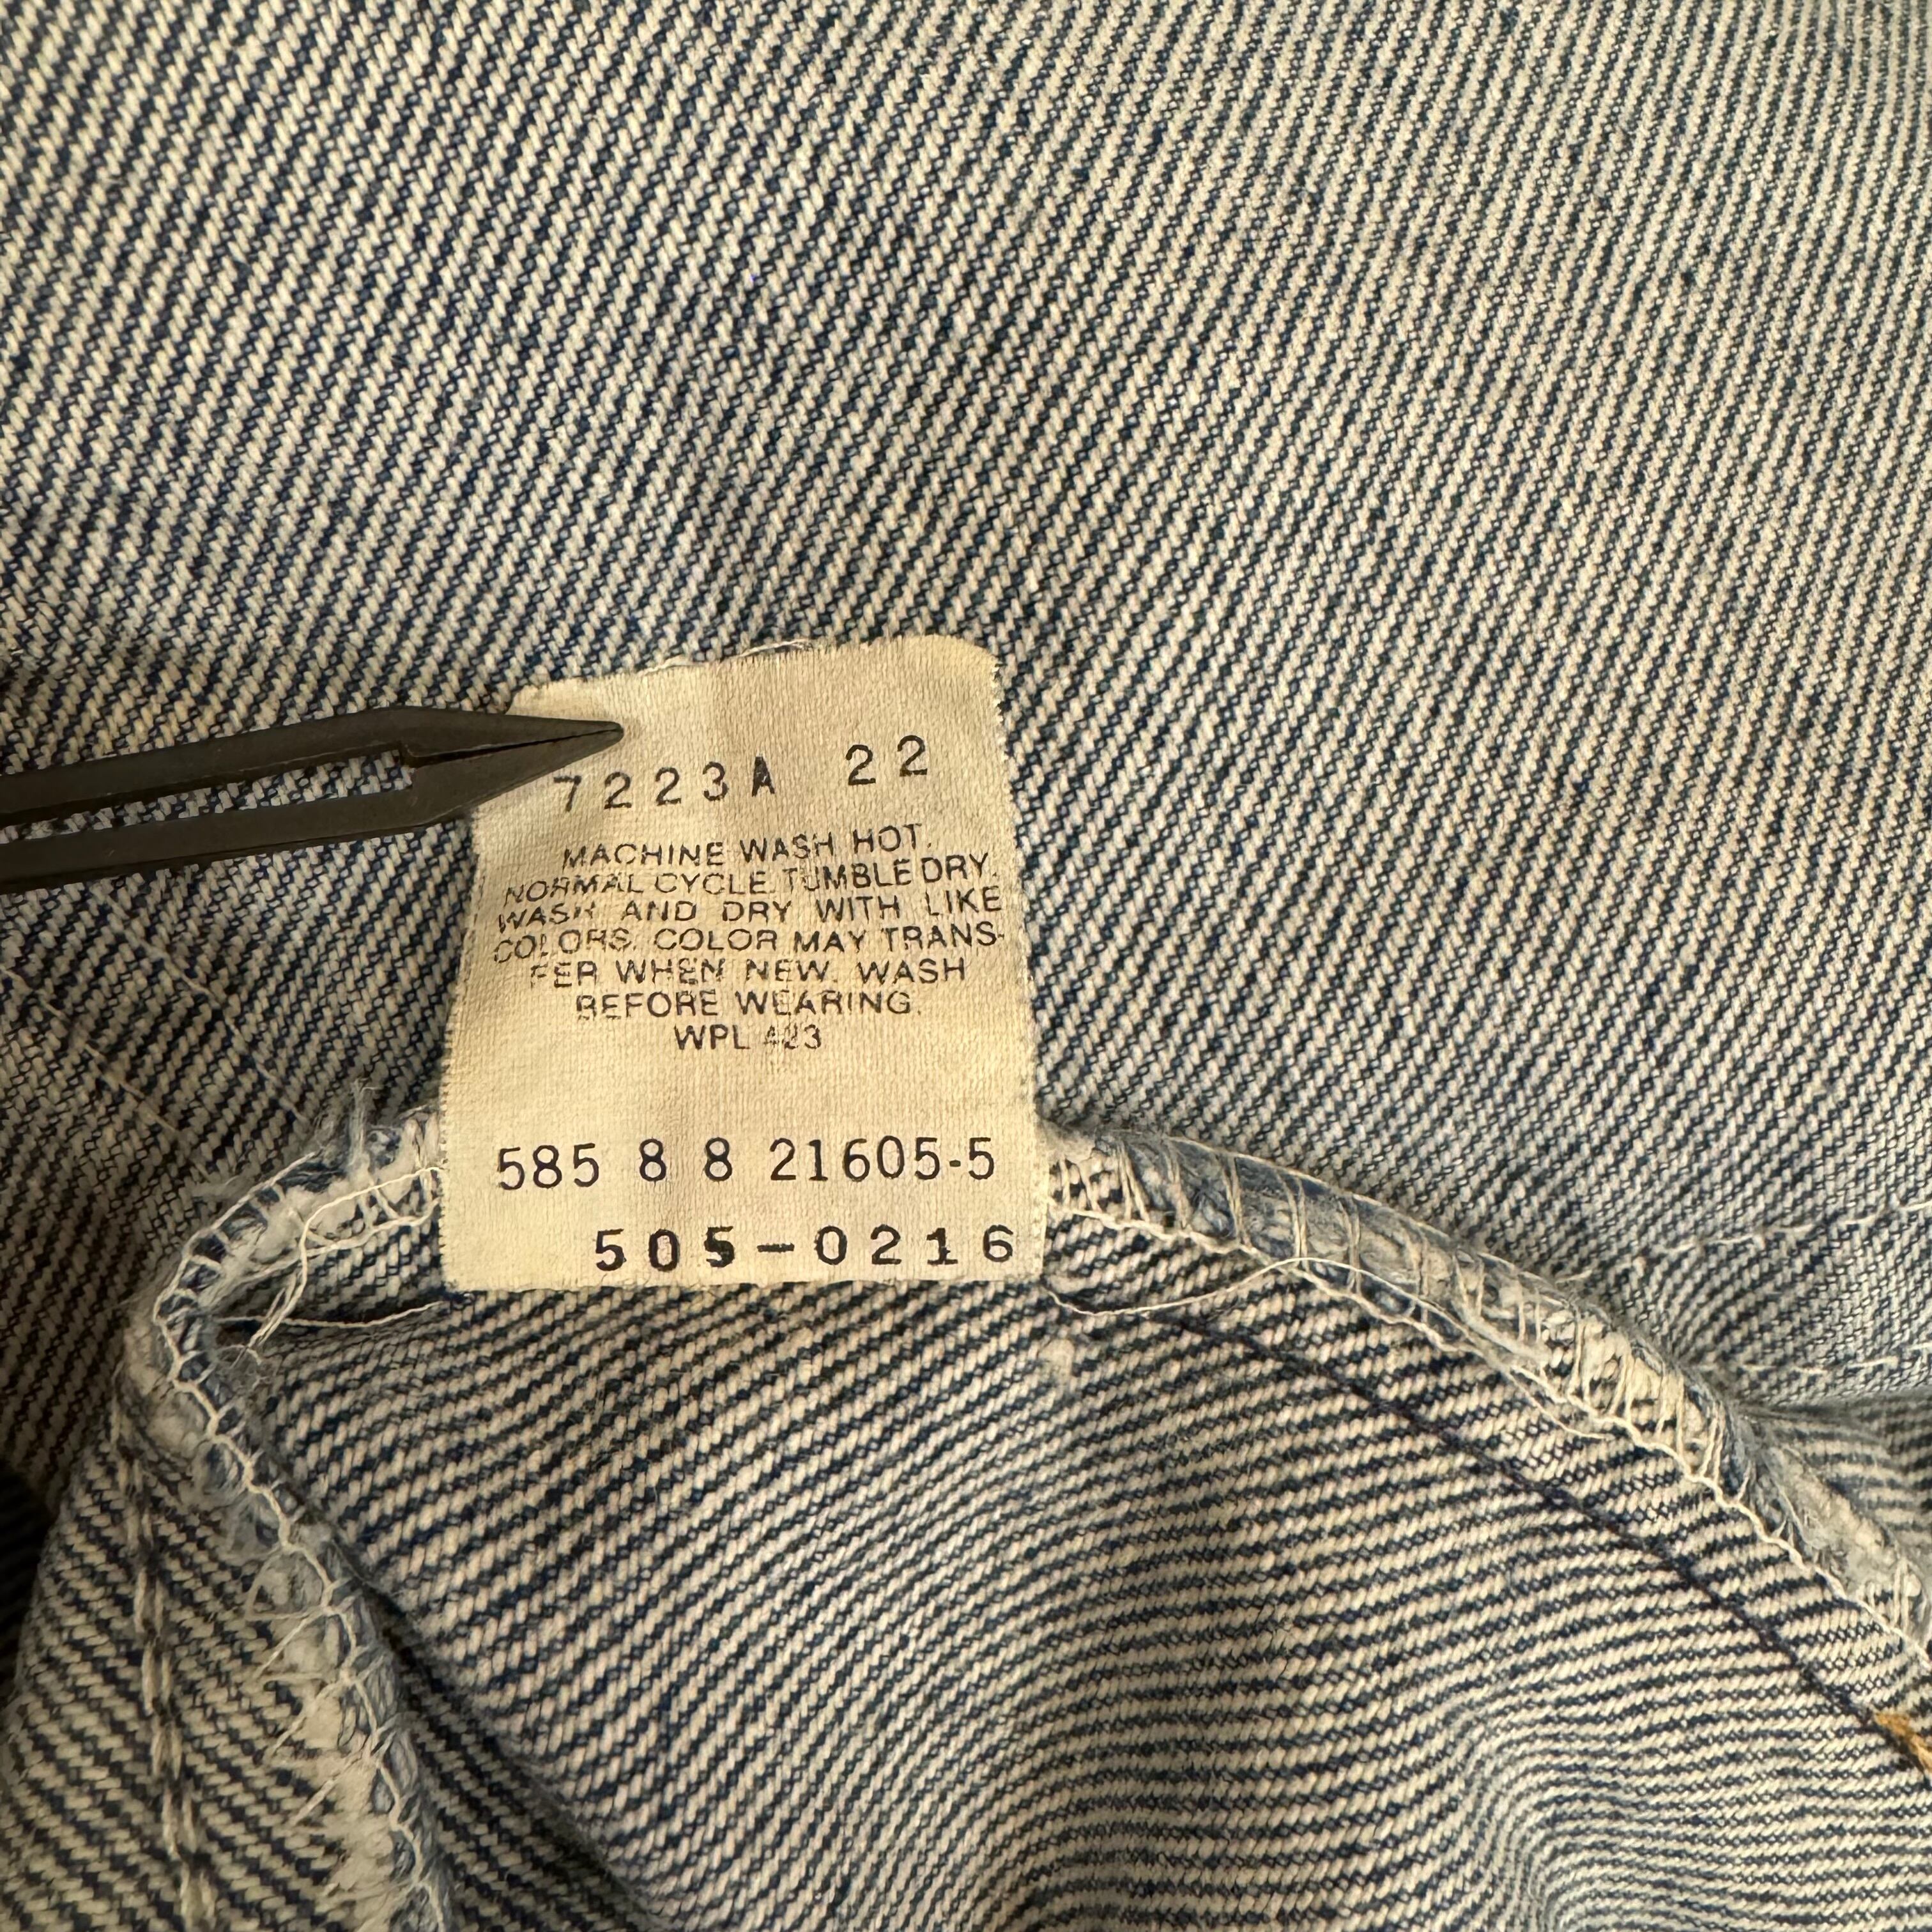 7223A 22
MACHINE WASH HOT.
NORMAL CYCLE. TUMBLE DRY.
WASH AND DRY WITH LIKE
COLORS. COLOR MAY TRANS-
FER WHEN NEW. WASH
BEFORE WEARING.
WPL 423
585 8 8 21605-5
505-0216